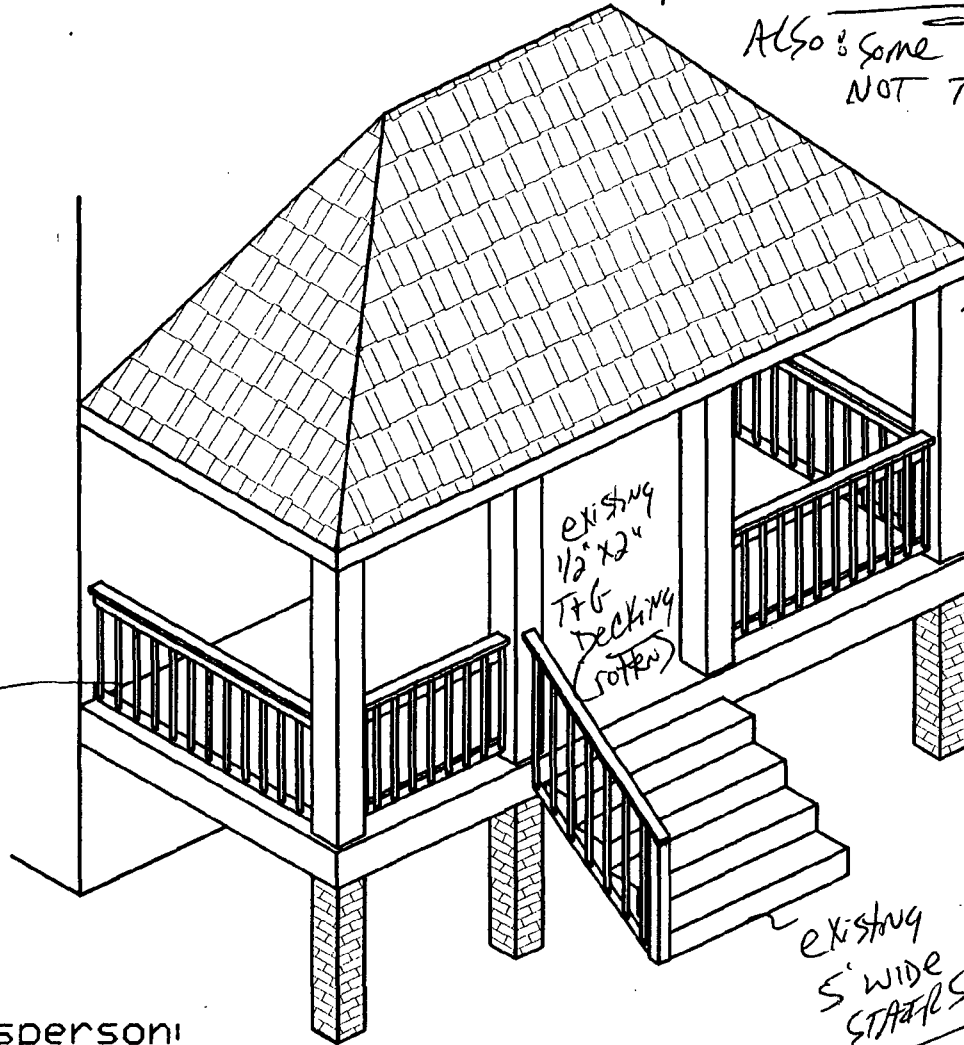 ALSO: Some
NOT
existing
1/2" x 2"
T+G
Decking
(rotten)
existing
5' WIDE
STAIRS
sperson: